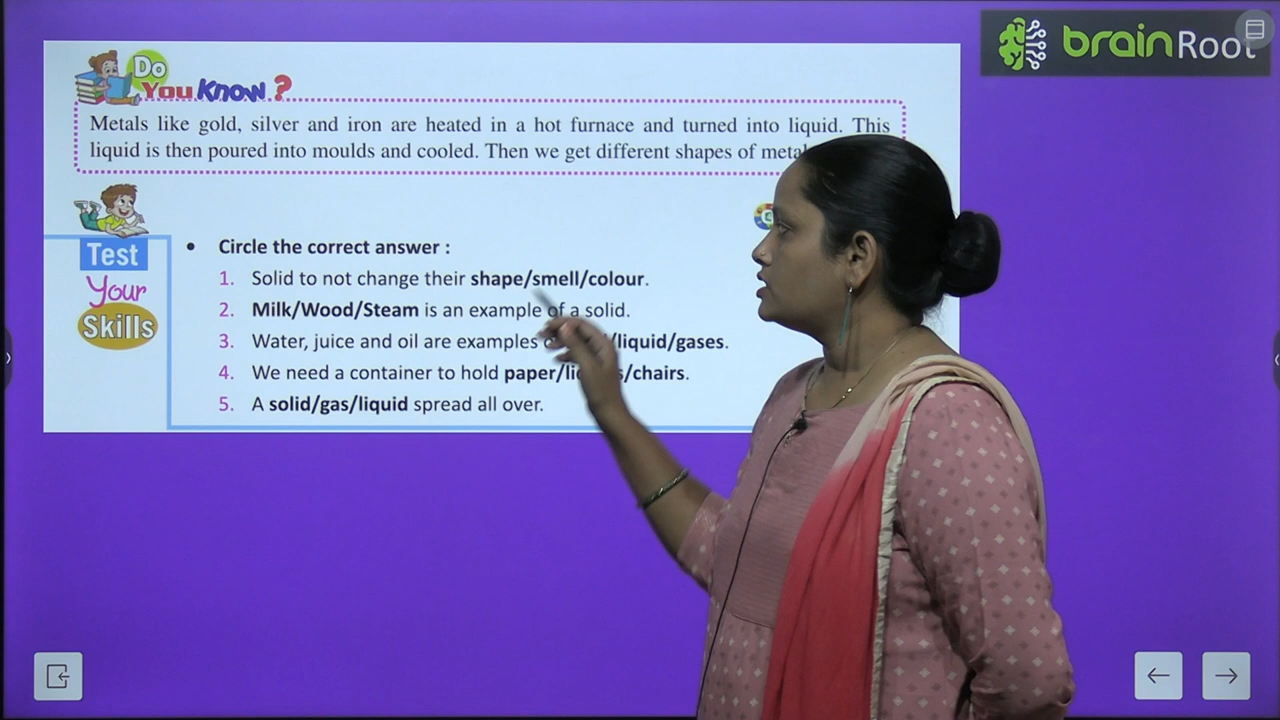 brainRoot
Do
You Know ?
Metals like gold, silver and iron are heated in a hot furnace and turned into liquid. This
liquid is then poured into moulds and cooled. Then we get different shapes of metal
Test
Your
Skills
• Circle the correct answer :
1. Solid to not change their shape/smell/colour.
2. Milk/Wood/Steam is an example of a solid.
3. Water, juice and oil are examples /liquid/gases.
4. We need a container to hold paper/ /chairs.
5. A solid/gas/liquid spread all over.